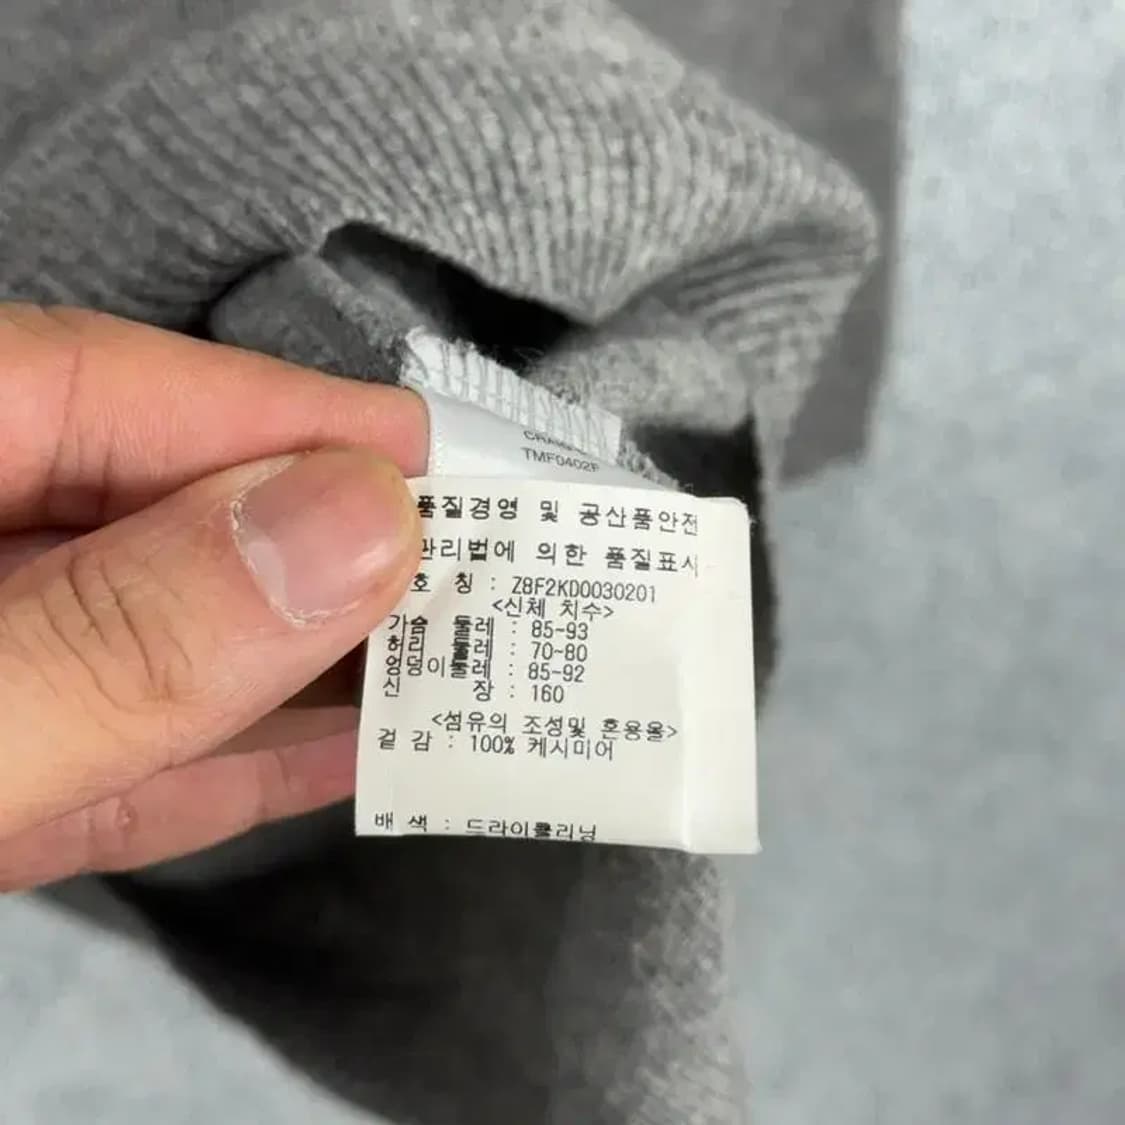 TMF0402F
품질경영 및 공산품안전
관리법에 의한 품질표시
호 칭 : Z8F2KD0030201
<신체 치수>
가슴 둘레 : 85-93
허리 둘레 : 70-80
엉덩이둘레 : 85-92
신 장 : 160
<섬유의 조성및 혼용율>
겉 감 : 100% 케시미어
배 색 : 드라이클리닝